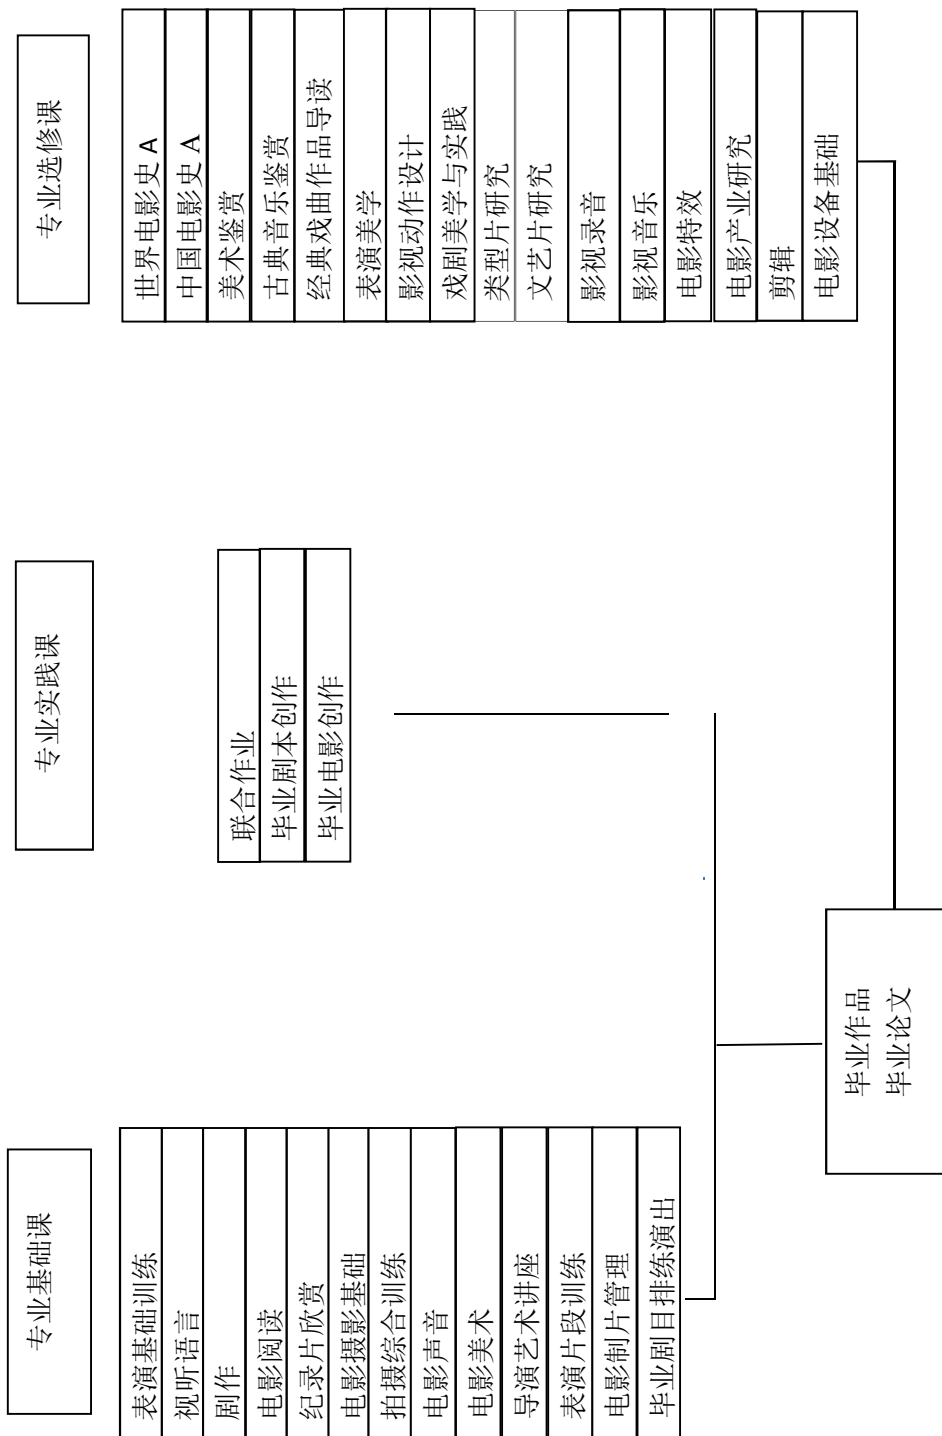 专业基础课
表演基础训练
视听语言
剧作
电影阅读
纪录片欣赏
电影摄影基础
拍摄综合训练
电影声音
电影美术
导演艺术讲座
表演片段训练
电影制片管理
毕业剧目排练演出
专业实践课
联合作业
毕业剧本创作
毕业电影创作
专业选修课
世界电影史 A
中国电影史 A
美术鉴赏
古典音乐鉴赏
经典戏曲作品导读
表演美学
影视动作设计
戏剧美学与实践
类型片研究
文艺片研究
影视录音
影视音乐
电影特效
电影产业研究
剪辑
电影设备基础
毕业作品
毕业论文